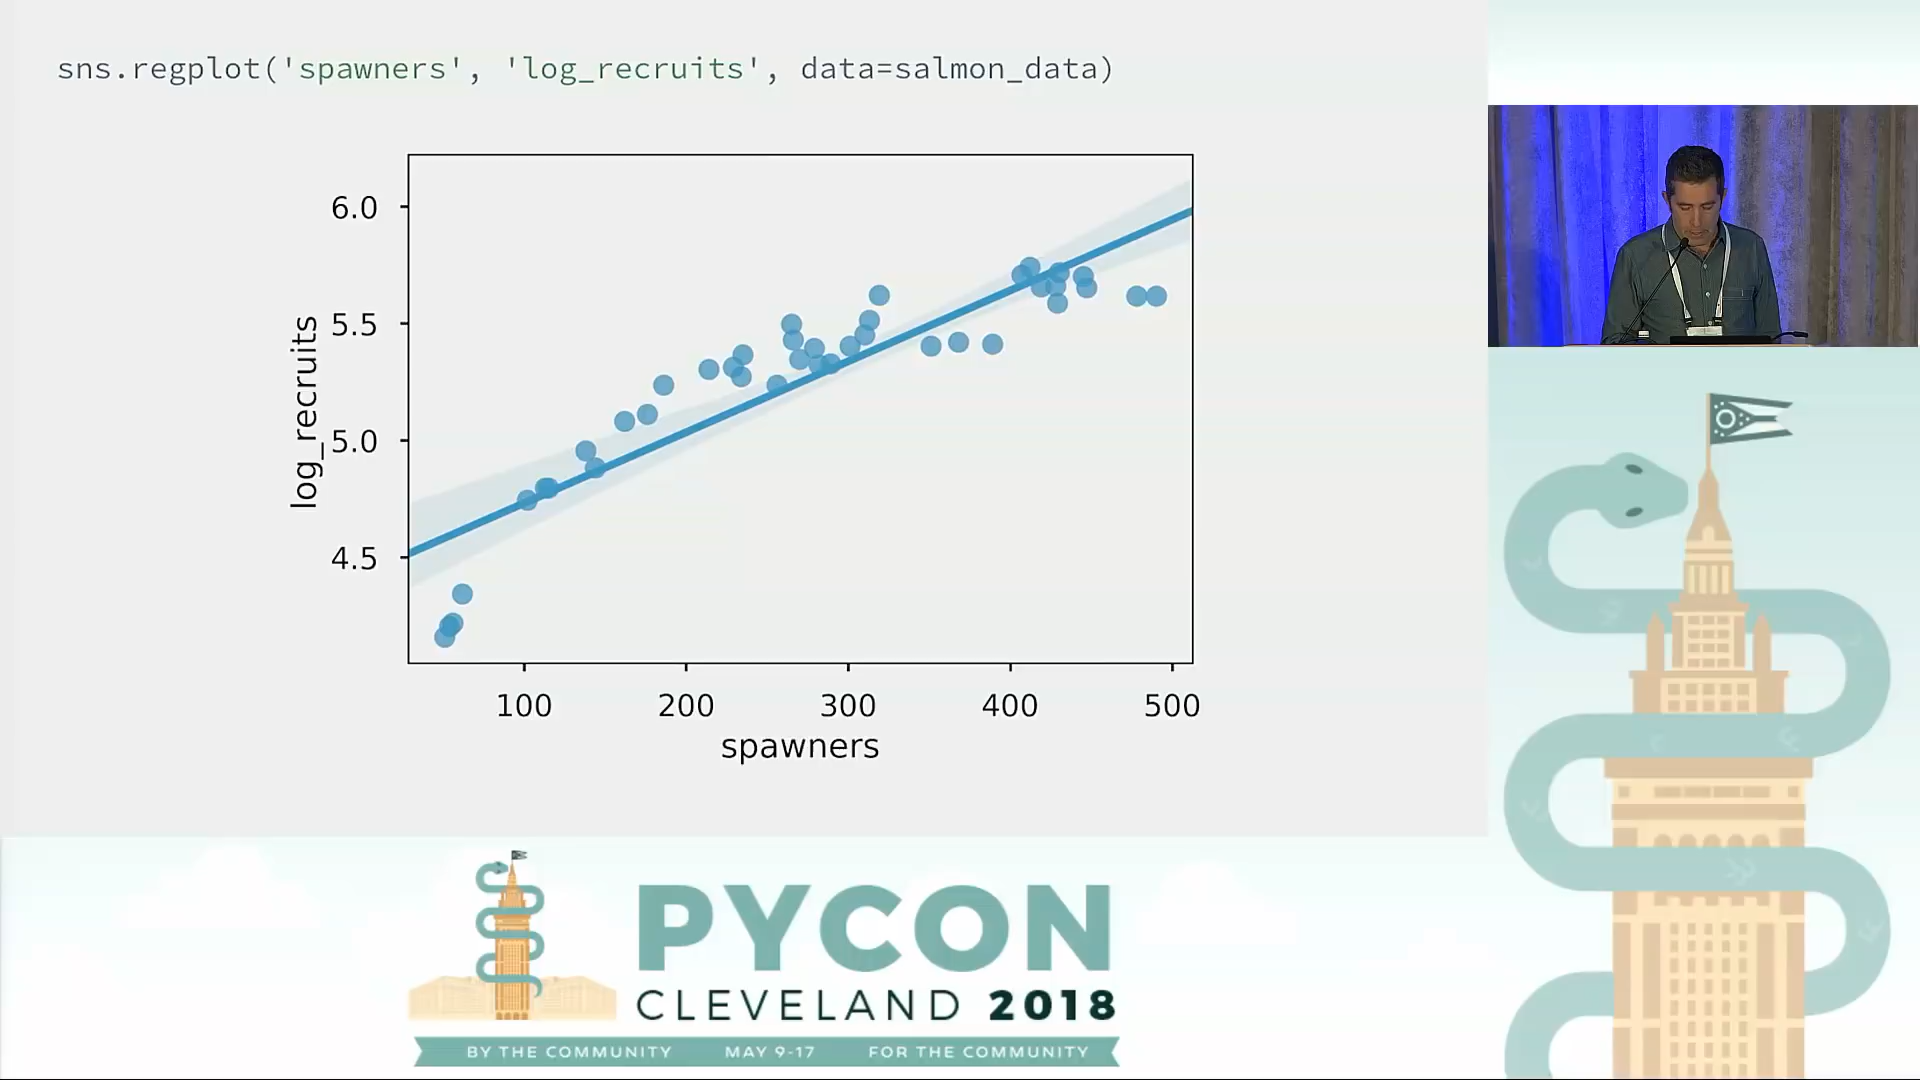 sns.regplot('spawners', 'log_recruits', data=salmon_data)
6.0
5.5
5.0
4.5
log_recruits
100 200 300 400 500
spawners
PYCON
CLEVELAND 2018
BY THE COMMUNITY MAY 9-17 FOR THE COMMUNITY